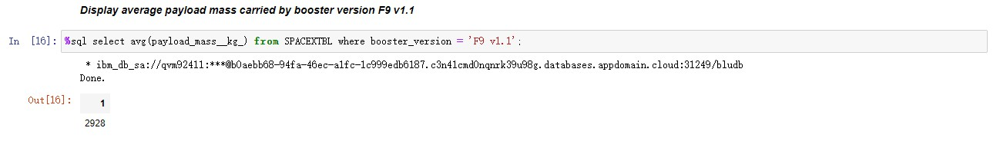 Display average payload mass carried by booster version F9 v1.1
In [16]: %sql select avg(payload_mass__kg_) from SPACEXTBL where booster_version = 'F9 v1.1';
* ibm_db_sa://qvm92411:***@b0aebb68-94fa-46ec-a1fc-1c999edb6187.c3n41cmd0nqnrk39u98g.databases.appdomain.cloud:31249/bludb
Done.
Out[16]: 1
2928